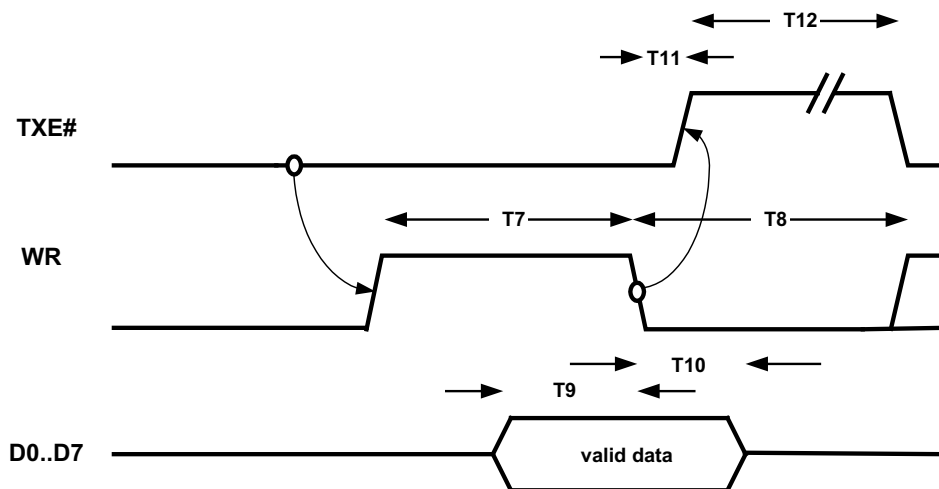 T12
T11
TXE#
T7
T8
WR
T10
T9
D0..D7
valid data